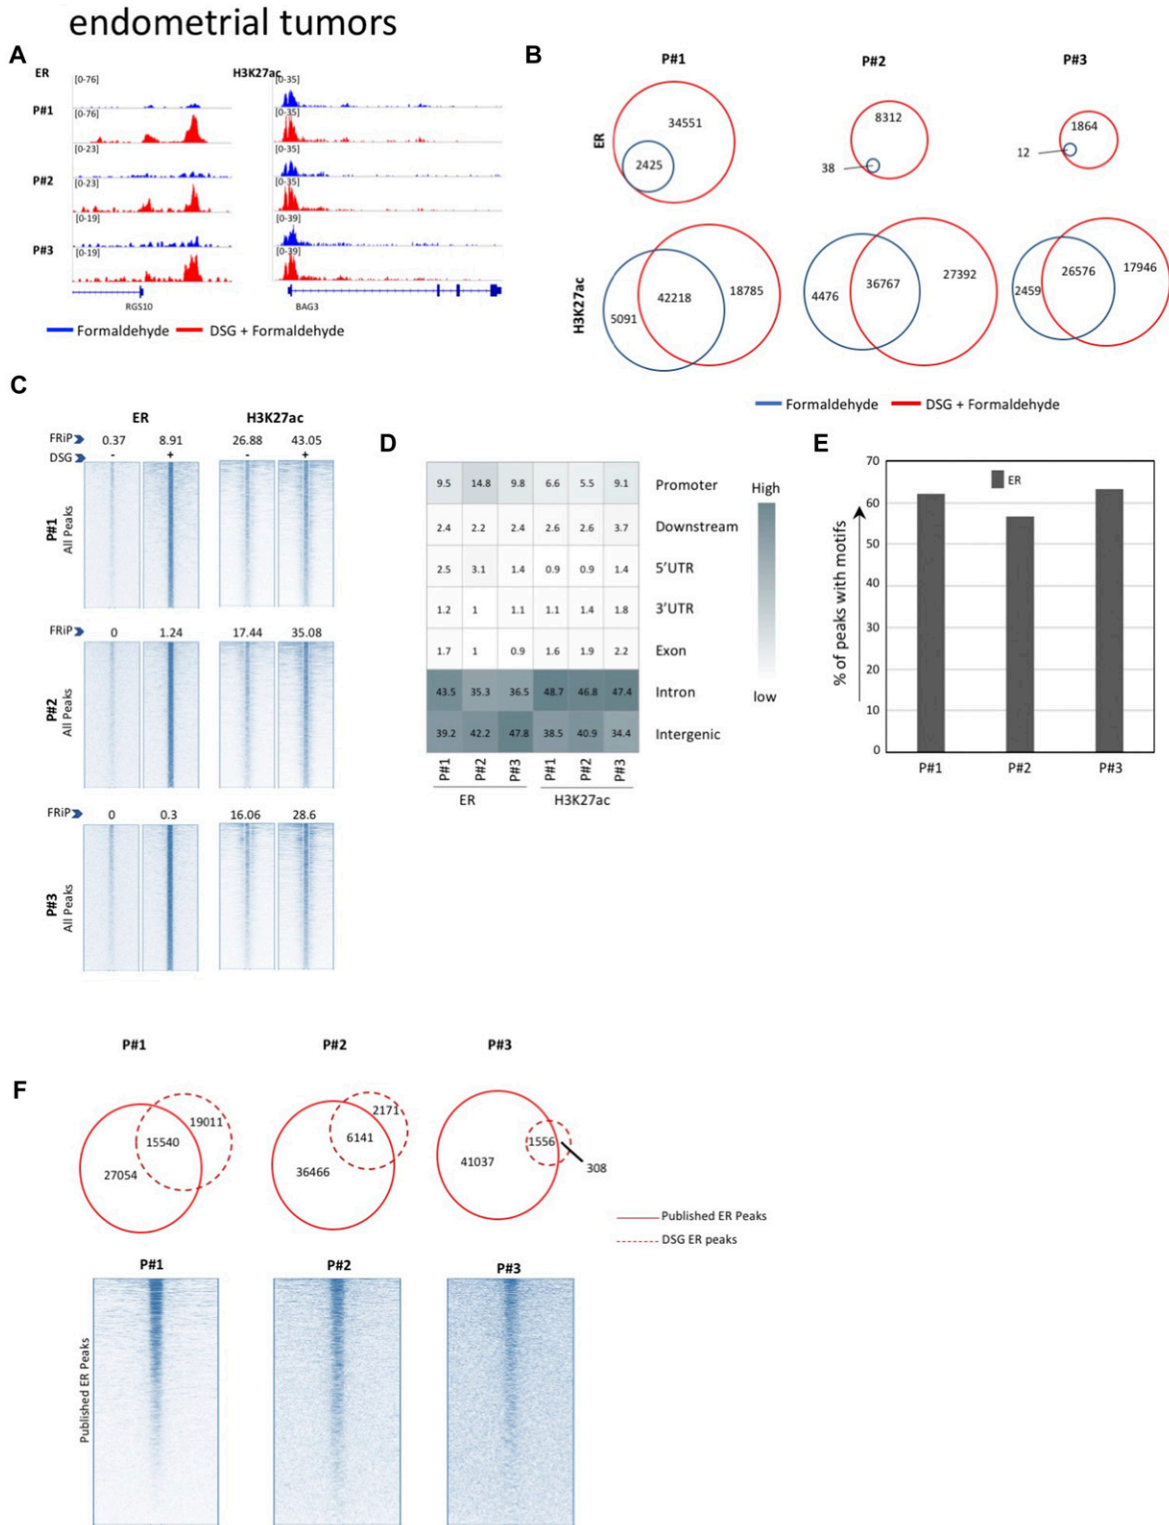 endometrial tumors
A
ER
H3K27ac
[0-76]
[0-35]
P#1
[0-76]
[0-35]
[0-23]
[0-35]
P#2
[0-23]
[0-35]
[0-19]
[0-39]
P#3
[0-19]
[0-39]
RGS10
BAG3
Formaldehyde
DSG + Formaldehyde
B
P#1
P#2
P#3
ER
34551
2425
8312
38
1864
12
H3K27ac
5091
42218
18785
4476
36767
27392
2459
26576
17946
Formaldehyde
DSG + Formaldehyde
C
ER
H3K27ac
FRiP
0.37
8.91
26.88
43.05
DSG
-
+
-
+
P#1
All Peaks
FRiP
0
1.24
17.44
35.08
P#2
All Peaks
FRiP
0
0.3
16.06
28.6
P#3
All Peaks
D
9.5 14.8 9.8 6.6 5.5 9.1 Promoter
2.4 2.2 2.4 2.6 2.6 3.7 Downstream
2.5 3.1 1.4 0.9 0.9 1.4 5’UTR
1.2 1 1.1 1.1 1.4 1.8 3’UTR
1.7 1 0.9 1.6 1.9 2.2 Exon
43.5 35.3 36.5 48.7 46.8 47.4 Intron
39.2 42.2 47.8 38.5 40.9 34.4 Intergenic
P#1 P#2 P#3 P#1 P#2 P#3
ER
H3K27ac
High
low
E
% of peaks with motifs
70
60
50
40
30
20
10
0
ER
P#1
P#2
P#3
F
P#1
P#2
P#3
27054
15540
19011
36466
6141
2171
41037
1556
308
Published ER Peaks
DSG ER peaks
P#1
P#2
P#3
Published ER Peaks